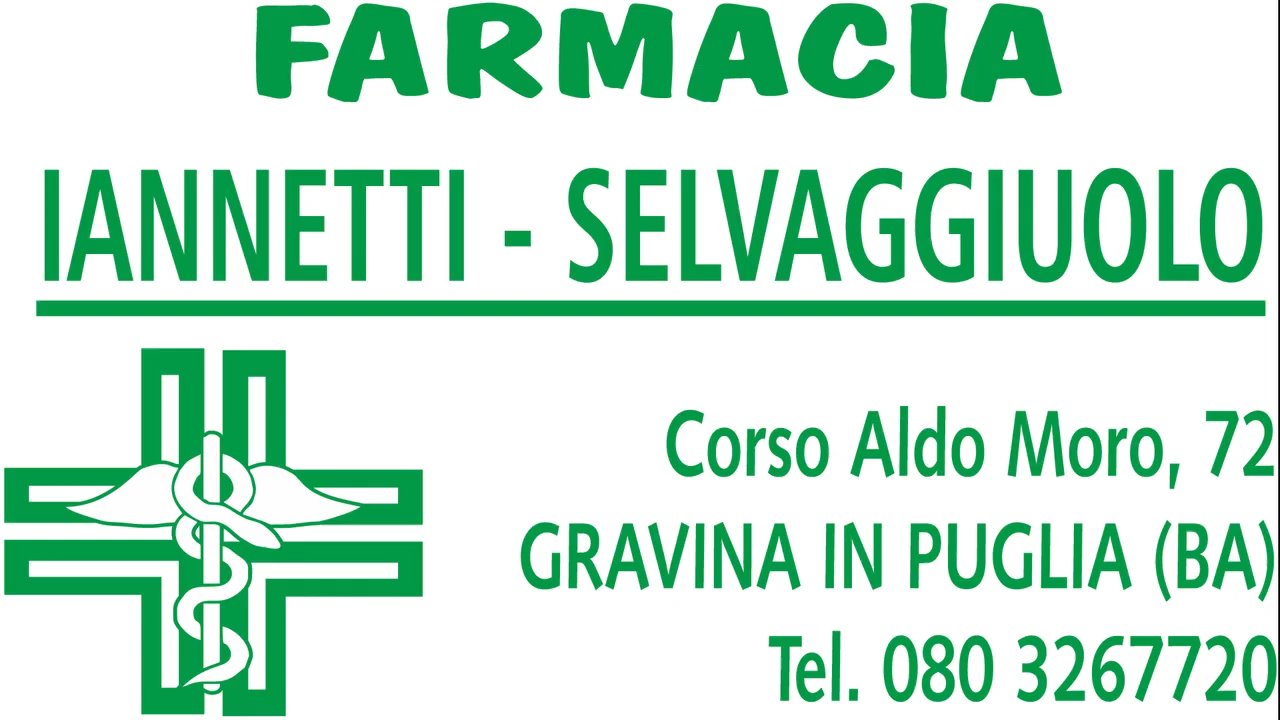 FARMACIA
IANNETTI - SELVAGGIUOLO
Corso Aldo Moro, 72
GRAVINA IN PUGLIA (BA)
Tel. 080 3267720